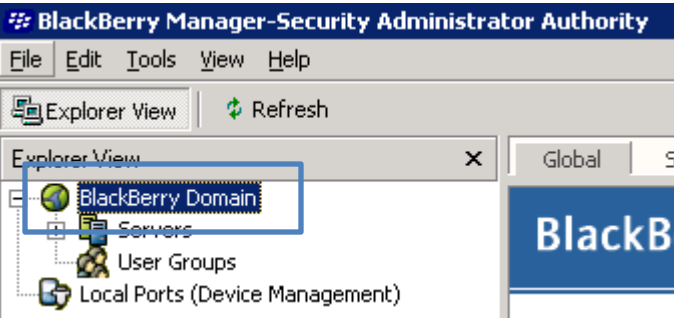 BlackBerry Manager-Security Administrator Authority
File Edit Tools View Help
Explorer View Refresh
Explorer View X Global S
BlackBerry Domain
Servers
BlackB
User Groups
Local Ports (Device Management)